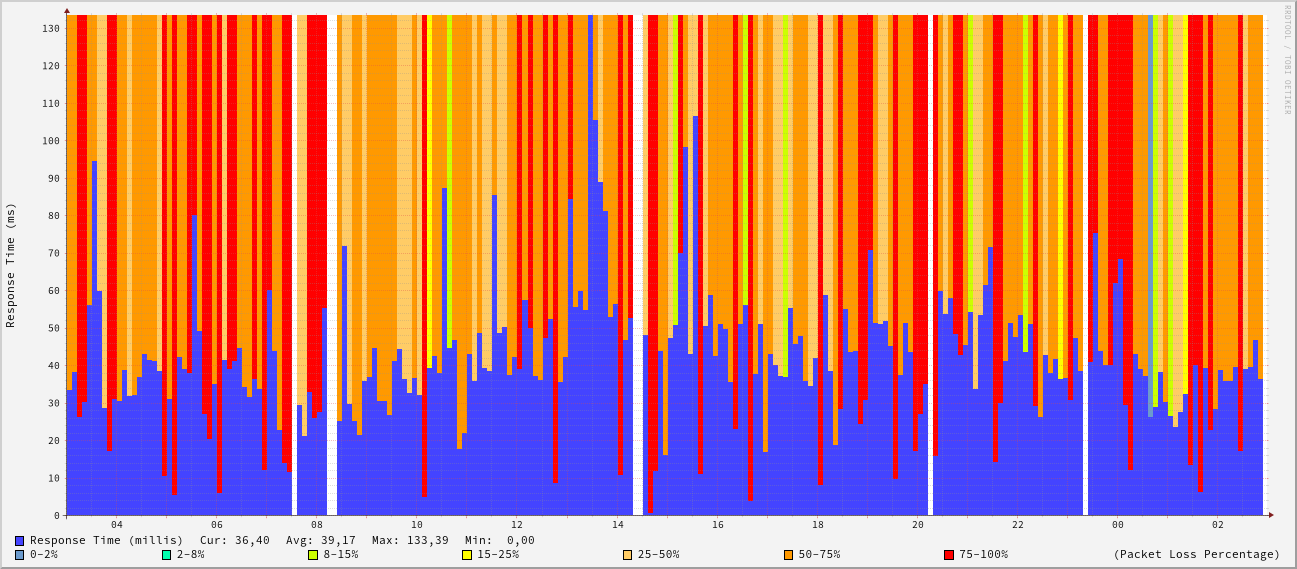 RRDTOOL / TOBI OETIKER
Response Time (ms)
130
120
110
100
90
80
70
60
50
40
30
20
10
0
04 06 08 10 12 14 16 18 20 22 00 02
Response Time (millis) Cur: 36,40 Avg: 39,17 Max: 133,39 Min: 0,00
0-2% 2-8% 8-15% 15-25% 25-50% 50-75% 75-100% (Packet Loss Percentage)